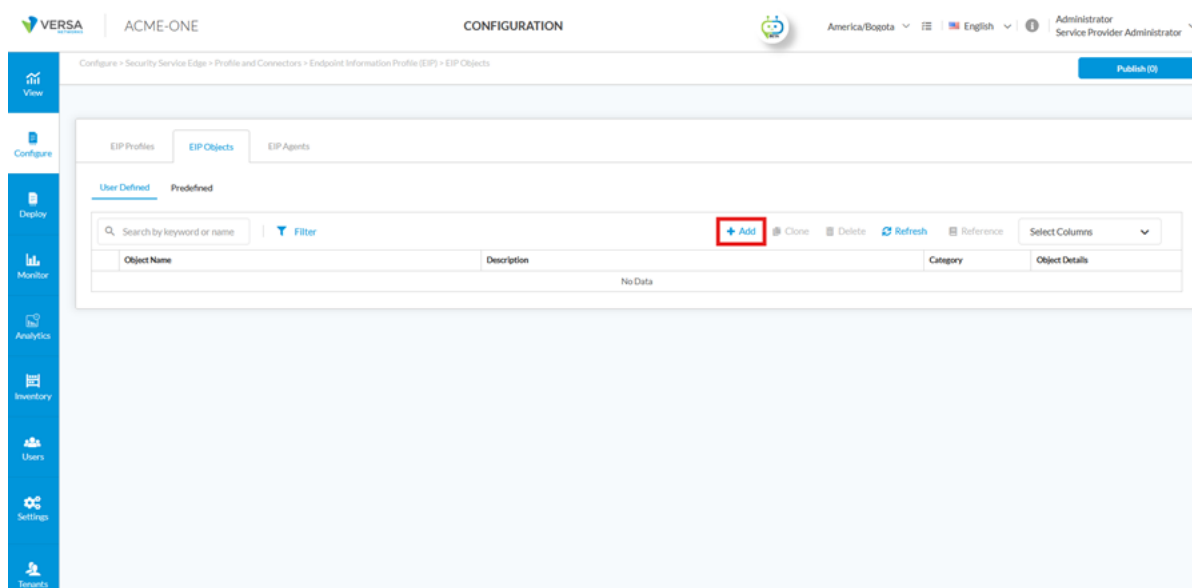 VERSA
NETWORKS
ACME-ONE
CONFIGURATION
America/Bogota
English
Administrator
Service Provider Administrator
Configure > Security Service Edge > Profile and Connectors > Endpoint Information Profile (EIP) > EIP Objects
Publish (0)
View
Configure
Deploy
Monitor
Analytics
Inventory
Users
Settings
Tenants
EIP Profiles
EIP Objects
EIP Agents
User Defined
Predefined
Search by keyword or name
Filter
+ Add
Clone
Delete
Refresh
Reference
Select Columns
Object Name
Description
Category
Object Details
No Data